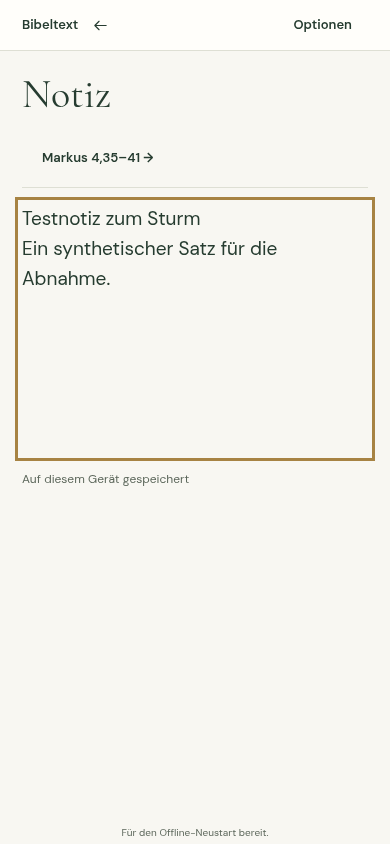 Bibeltext ←
Optionen
Notiz
Markus 4,35–41 →
Testnotiz zum Sturm
Ein synthetischer Satz für die
Abnahme.
Auf diesem Gerät gespeichert
Für den Offline-Neustart bereit.